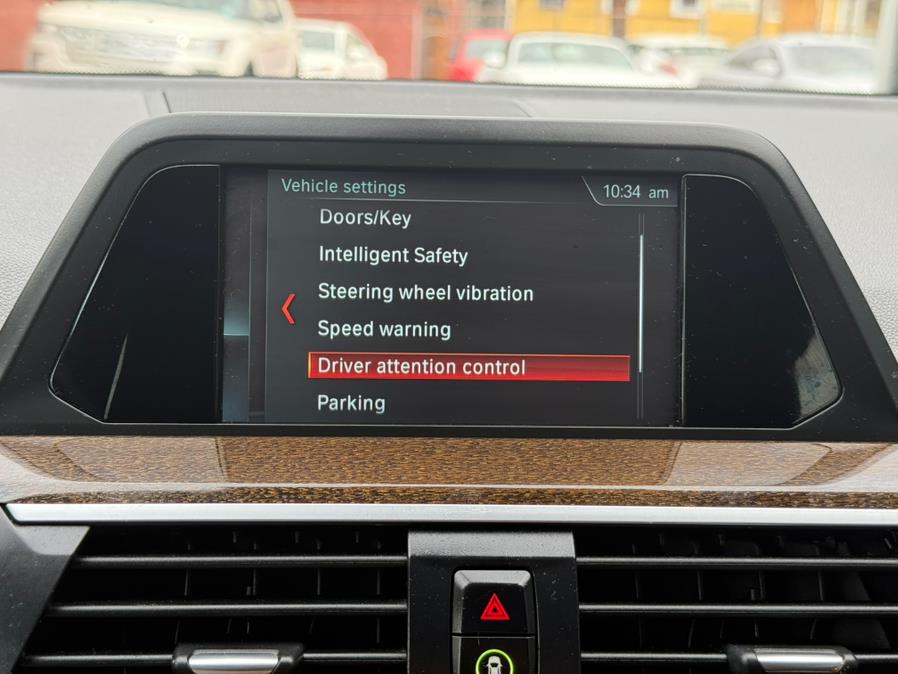 Vehicle settings
10:34 am
Doors/Key
Intelligent Safety
Steering wheel vibration
Speed warning
Driver attention control
Parking